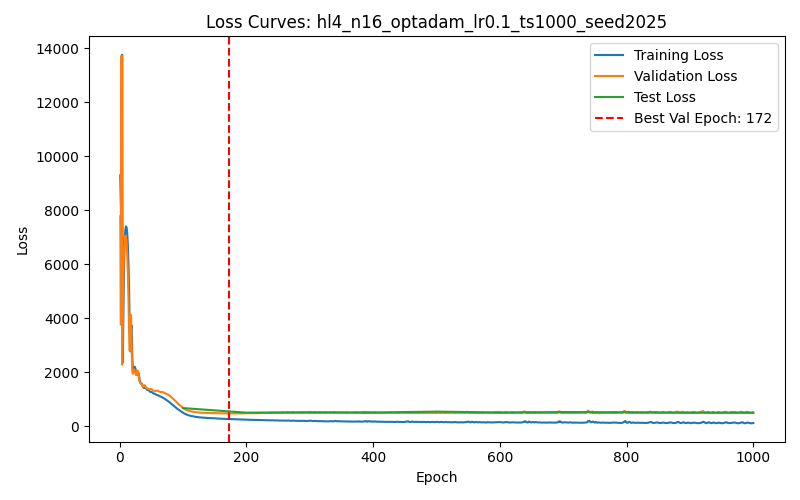 Loss Curves: hl4_n16_optadam_lr0.1_ts1000_seed2025
14000
12000
10000
8000
6000
4000
2000
0
Loss
Training Loss
Validation Loss
Test Loss
Best Val Epoch: 172
0 200 400 600 800 1000
Epoch